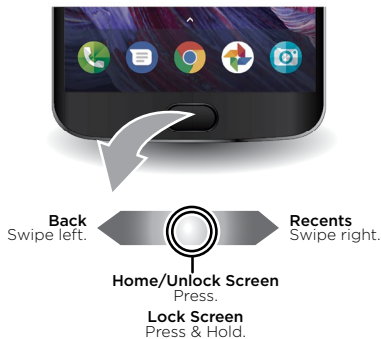 Back
Swipe left.
Recents
Swipe right.
Home/Unlock Screen
Press.
Lock Screen
Press & Hold.